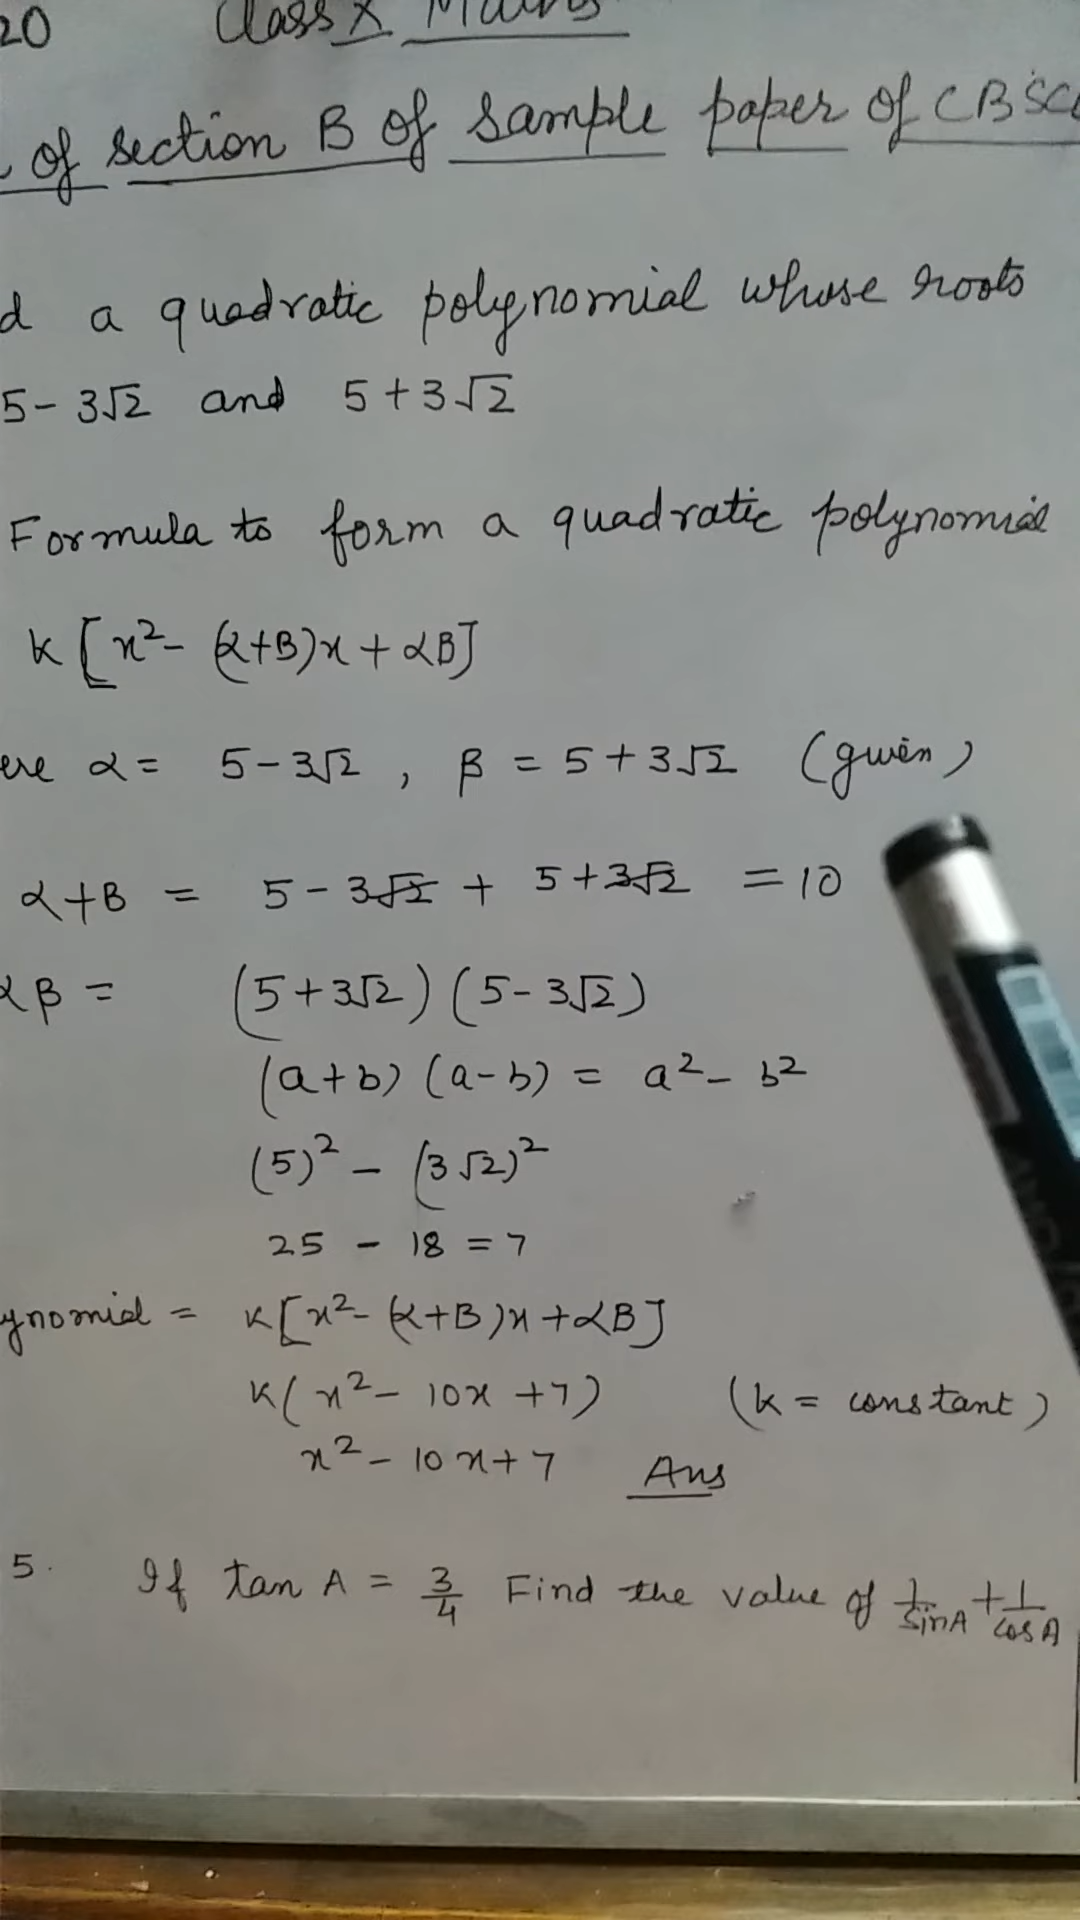 20 Class X Maths
of section B of sample paper of CBSE
d a quadratic polynomial whose roots
5-3√2 and 5+3√2
Formula to form a quadratic polynomial
K[x²-(α+β)x+αβ]
ere α = 5-3√2, β = 5+3√2 (given)
α+β = 5-3√2 + 5+3√2 = 10
αβ = (5+3√2)(5-3√2)
(a+b)(a-b) = a²-b²
(5)² - (3√2)²
25 - 18 = 7
ynomial = K[x²-(α+β)x+αβ]
K(x²-10x+7) (k = constant)
x²-10x+7 Ans
5. If tan A = 3/4 Find the value of 1/sinA + 1/cosA